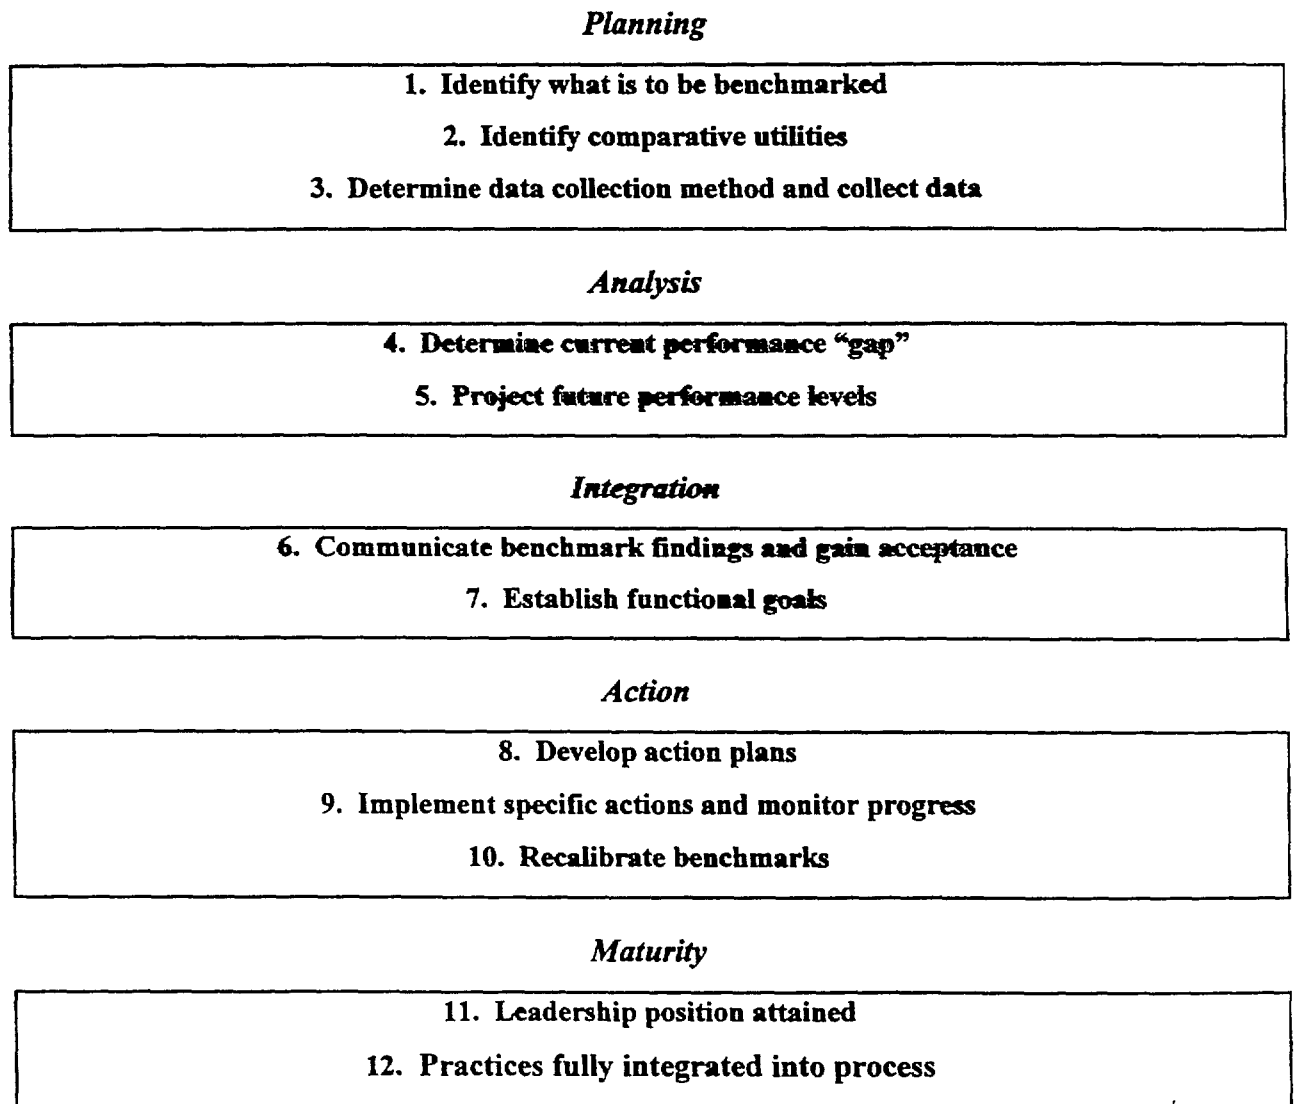 Planning
1. Identify what is to be benchmarked
2. Identify comparative utilities
3. Determine data collection method and collect data
Analysis
4. Determine current performance “gap”
5. Project future performance levels
Integration
6. Communicate benchmark findings and gain acceptance
7. Establish functional goals
Action
8. Develop action plans
9. Implement specific actions and monitor progress
10. Recalibrate benchmarks
Maturity
11. Leadership position attained
12. Practices fully integrated into process